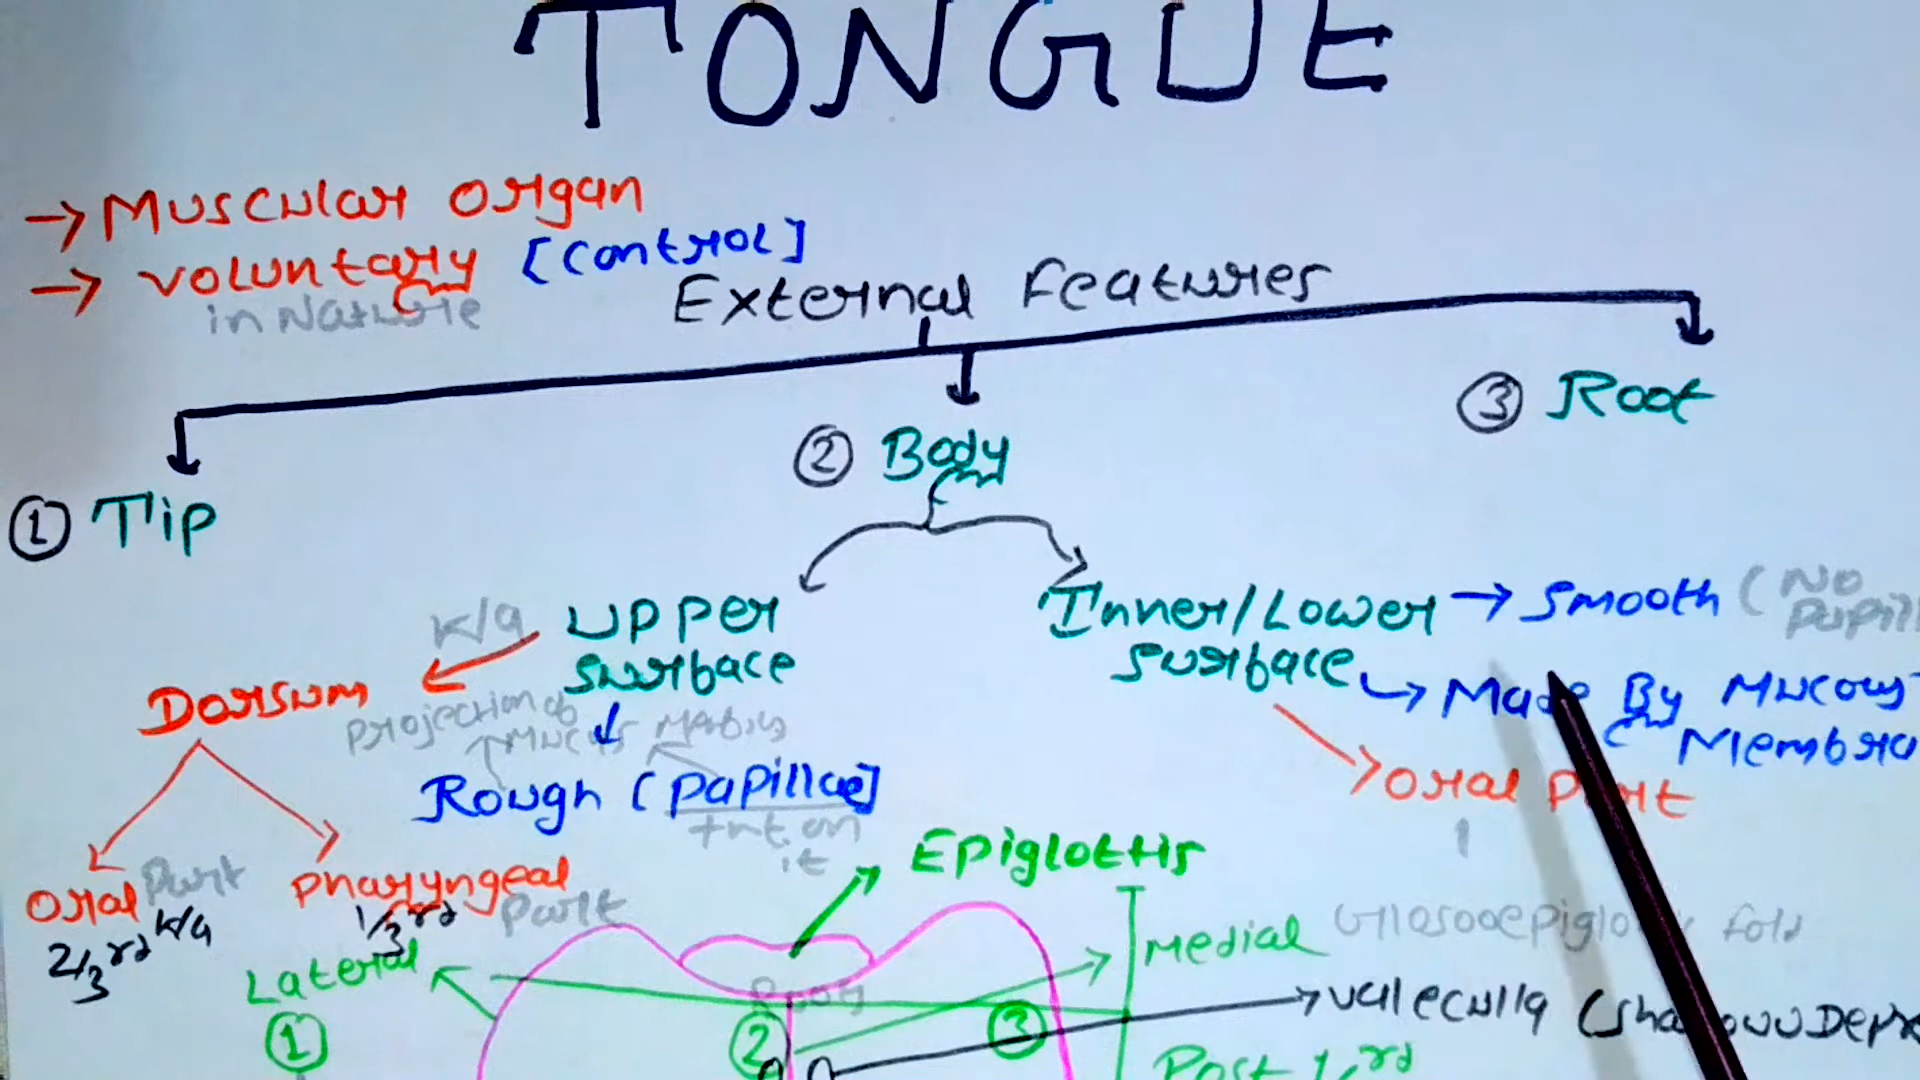 TONGUE
→ Muscular organ
→ voluntary [control]
in Nature
External Features
① Tip
② Body
③ Root
K/a
Upper
Surface
Inner/Lower
Surface
→ Smooth (No
→ Made By Mucous
Dorsum
projection of
Mucus
Rough (papillae]
it
→ Oral Part
Oral Part
K/a
2/3rd
Pharyngeal
Part
1/3rd
Epiglottis
Lateral
①
②
③
Medial
fold
Vallecula